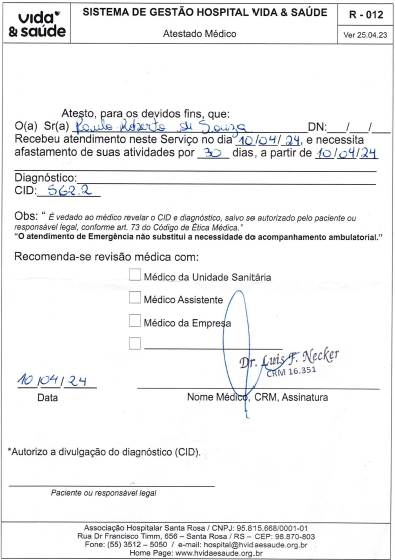 vida
& saúde
SISTEMA DE GESTÃO HOSPITAL VIDA & SAÚDE
Atestado Médico
R - 012
Ver 25.04.23
Atesto, para os devidos fins, que:
O(a) Sr(a) Paulo Roberto de Souza DN:___/___/___
Recebeu atendimento neste Serviço no dia 10/04/24, e necessita
afastamento de suas atividades por 30 dias, a partir de 10/04/24
Diagnóstico:
CID: S62.2
Obs: " É vedado ao médico revelar o CID e diagnóstico, salvo se autorizado pelo paciente ou
responsável legal, conforme art. 73 do Código de Ética Médica."
"O atendimento de Emergência não substitui a necessidade do acompanhamento ambulatorial."
Recomenda-se revisão médica com:
Médico da Unidade Sanitária
Médico Assistente
Médico da Empresa
Dr. Luis F. Necker
CRM 16.351
10/04/24
Data
Nome Médico, CRM, Assinatura
*Autorizo a divulgação do diagnóstico (CID).
Paciente ou responsável legal
Associação Hospitalar Santa Rosa / CNPJ: 95.815.668/0001-01
Rua Dr Francisco Timm, 656 – Santa Rosa / RS – CEP: 98.870-803
Fone: (55) 3512 – 5050 / e-mail: hospital@hvidaesaude.org.br
Home Page: www.hvidaesaude.org.br